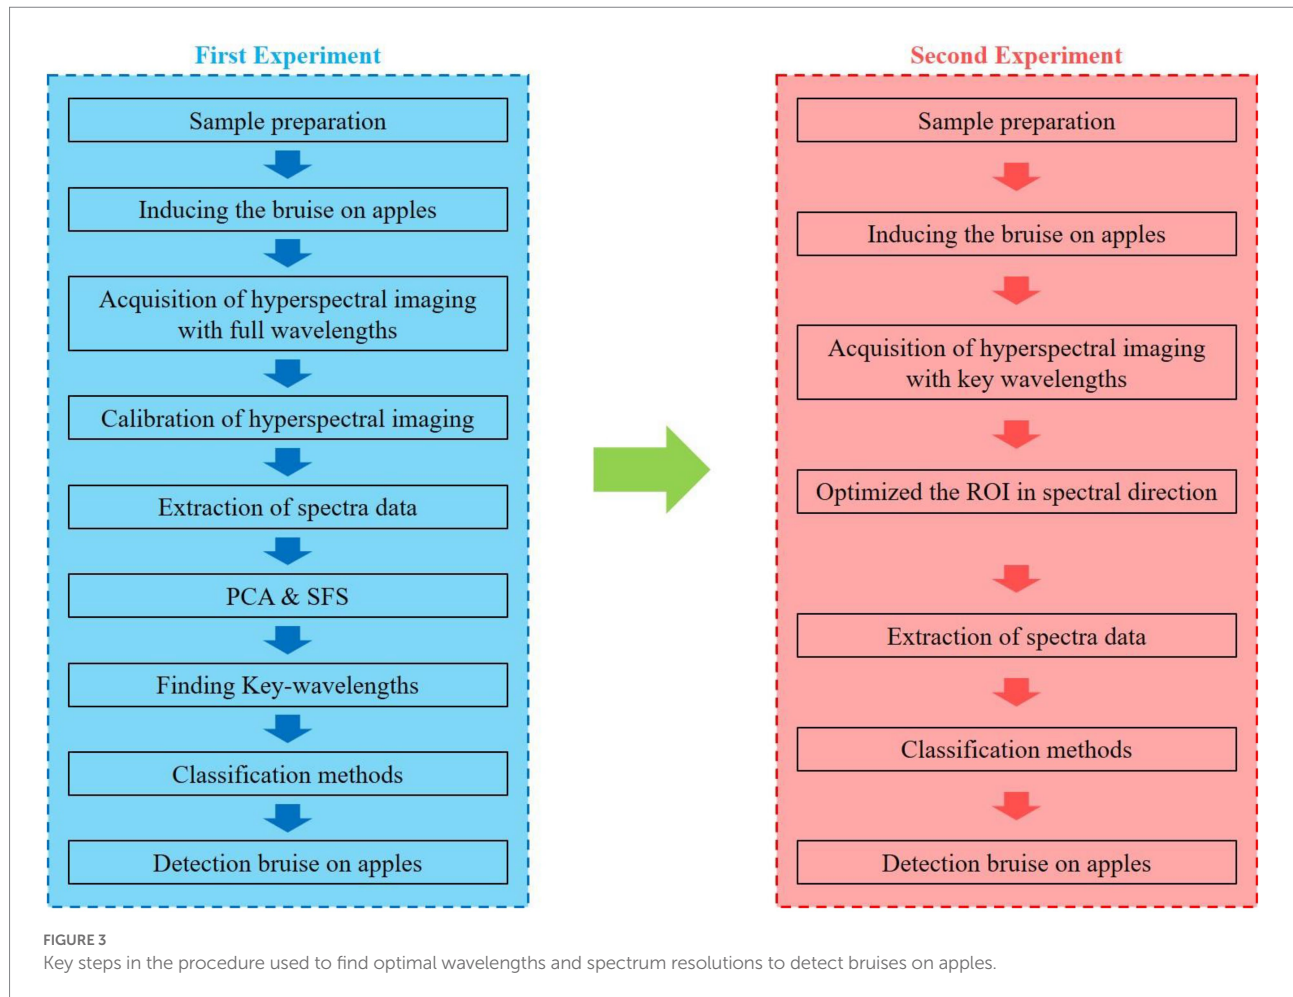 First Experiment
Sample preparation
Inducing the bruise on apples
Acquisition of hyperspectral imaging
with full wavelengths
Calibration of hyperspectral imaging
Extraction of spectra data
PCA & SFS
Finding Key-wavelengths
Classification methods
Detection bruise on apples
Second Experiment
Sample preparation
Inducing the bruise on apples
Acquisition of hyperspectral imaging
with key wavelengths
Optimized the ROI in spectral direction
Extraction of spectra data
Classification methods
Detection bruise on apples
FIGURE 3
Key steps in the procedure used to find optimal wavelengths and spectrum resolutions to detect bruises on apples.